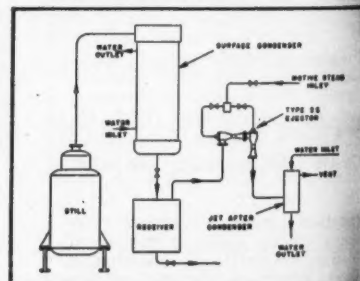 WATER
OUTLET
SURFACE CONDENSER
MOTIVE STEAM
INLET
TYPE SS
EJECTOR
WATER
INLET
WATER INLET
VENT
STILL
RECEIVER
JET AFTER
CONDENSER
WATER
OUTLET